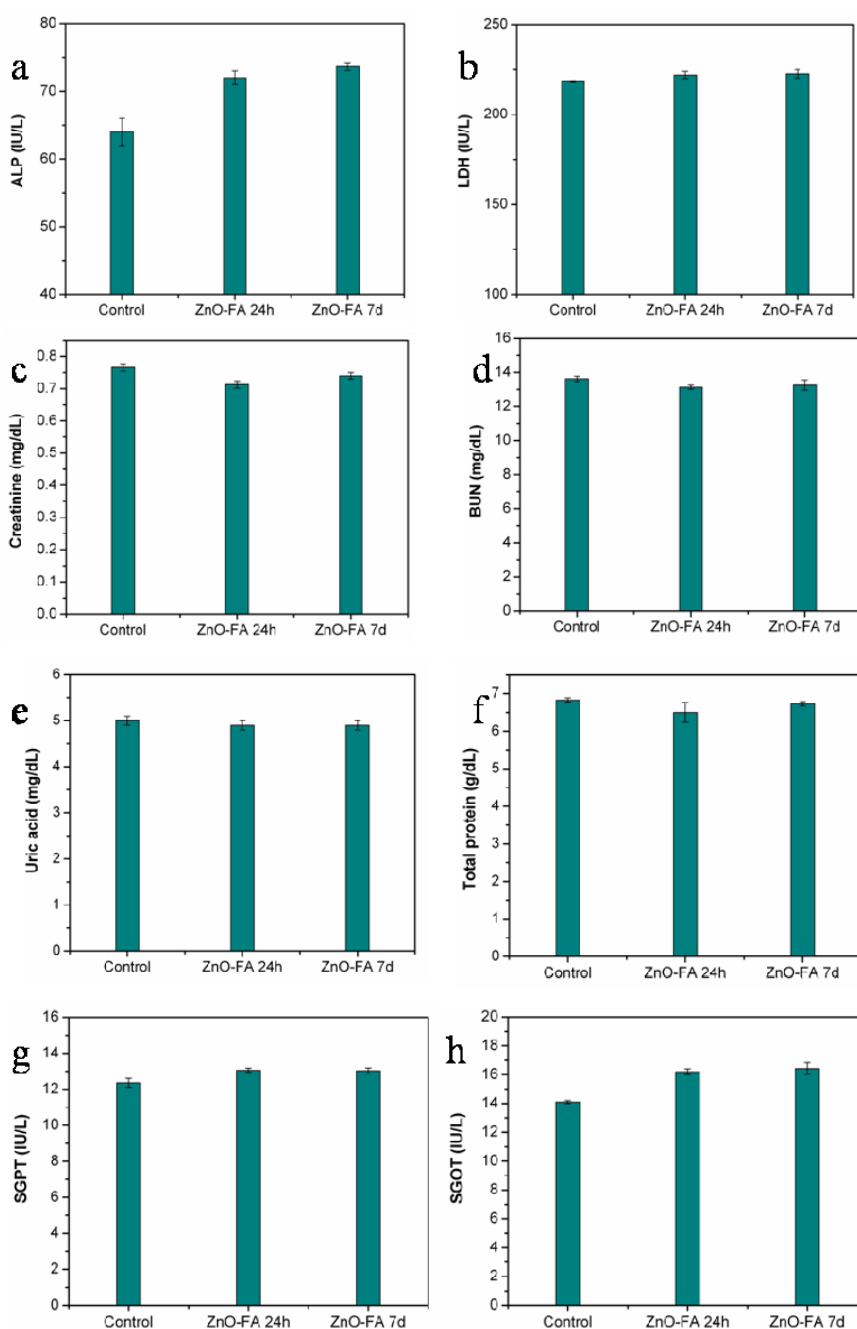 a
ALP (IU/L)
80
70
60
50
40
Control ZnO-FA 24h ZnO-FA 7d
b
LDH (IU/L)
250
200
150
100
Control ZnO-FA 24h ZnO-FA 7d
c
Creatinine (mg/dL)
0.8
0.7
0.6
0.5
0.4
0.3
0.2
0.1
0.0
Control ZnO-FA 24h ZnO-FA 7d
d
BUN (mg/dL)
16
14
12
10
8
6
4
2
0
Control ZnO-FA 24h ZnO-FA 7d
e
Uric acid (mg/dL)
6
5
4
3
2
1
0
Control ZnO-FA 24h ZnO-FA 7d
f
Total protein (g/dL)
7
6
5
4
3
2
1
0
Control ZnO-FA 24h ZnO-FA 7d
g
SGPT (IU/L)
16
14
12
10
8
6
4
2
0
Control ZnO-FA 24h ZnO-FA 7d
h
SGOT (IU/L)
20
18
16
14
12
10
8
6
4
2
0
Control ZnO-FA 24h ZnO-FA 7d